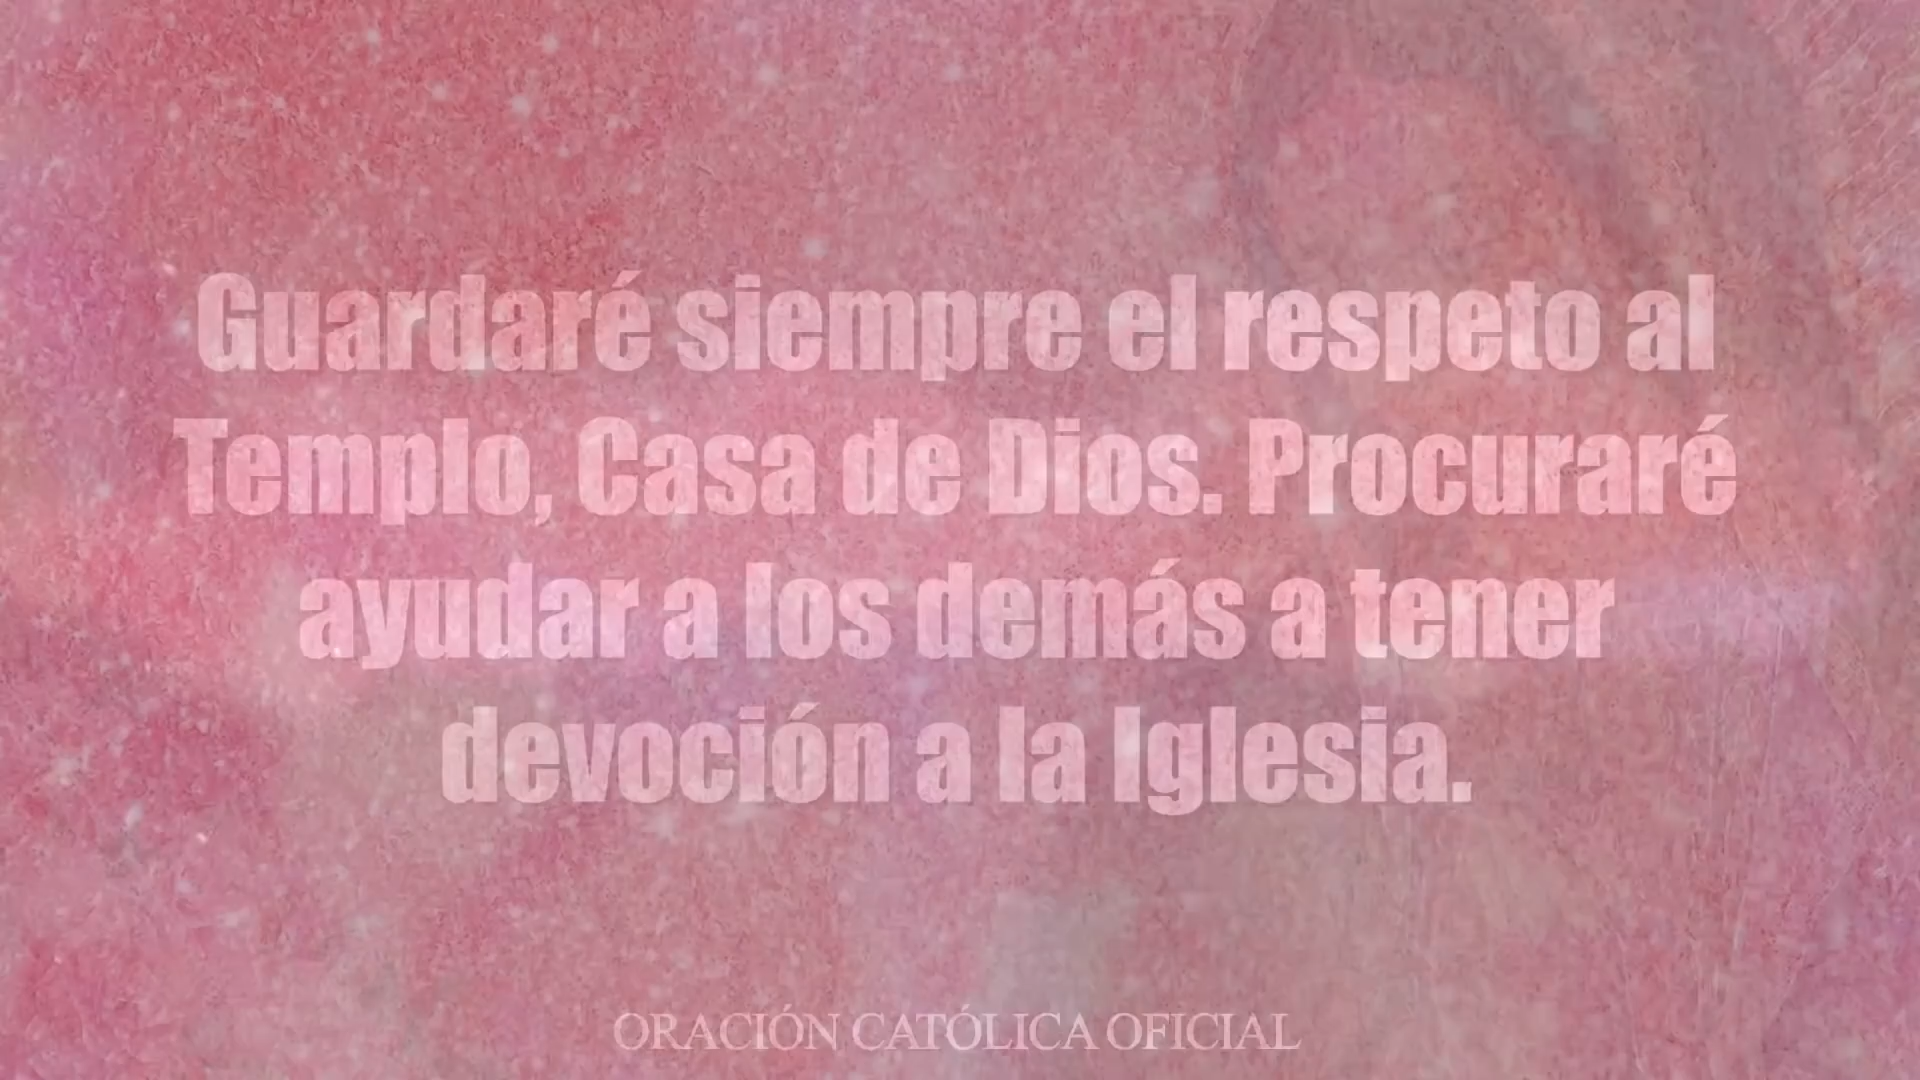 Guardaré siempre el respeto al
Templo, Casa de Dios. Procuraré
ayudar a los demás a tener
devoción a la Iglesia.
ORACIÓN CATÓLICA OFICIAL